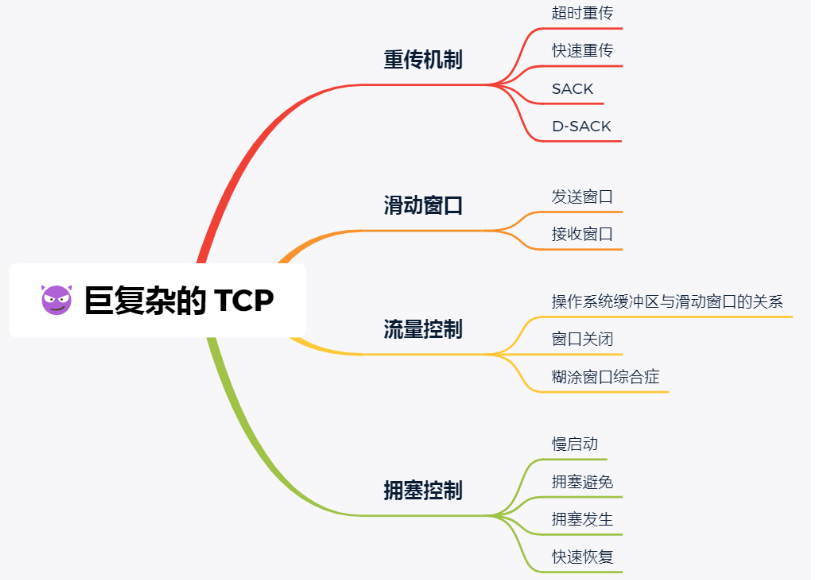 巨复杂的 TCP
重传机制
超时重传
快速重传
SACK
D-SACK
滑动窗口
发送窗口
接收窗口
流量控制
操作系统缓冲区与滑动窗口的关系
窗口关闭
糊涂窗口综合症
拥塞控制
慢启动
拥塞避免
拥塞发生
快速恢复